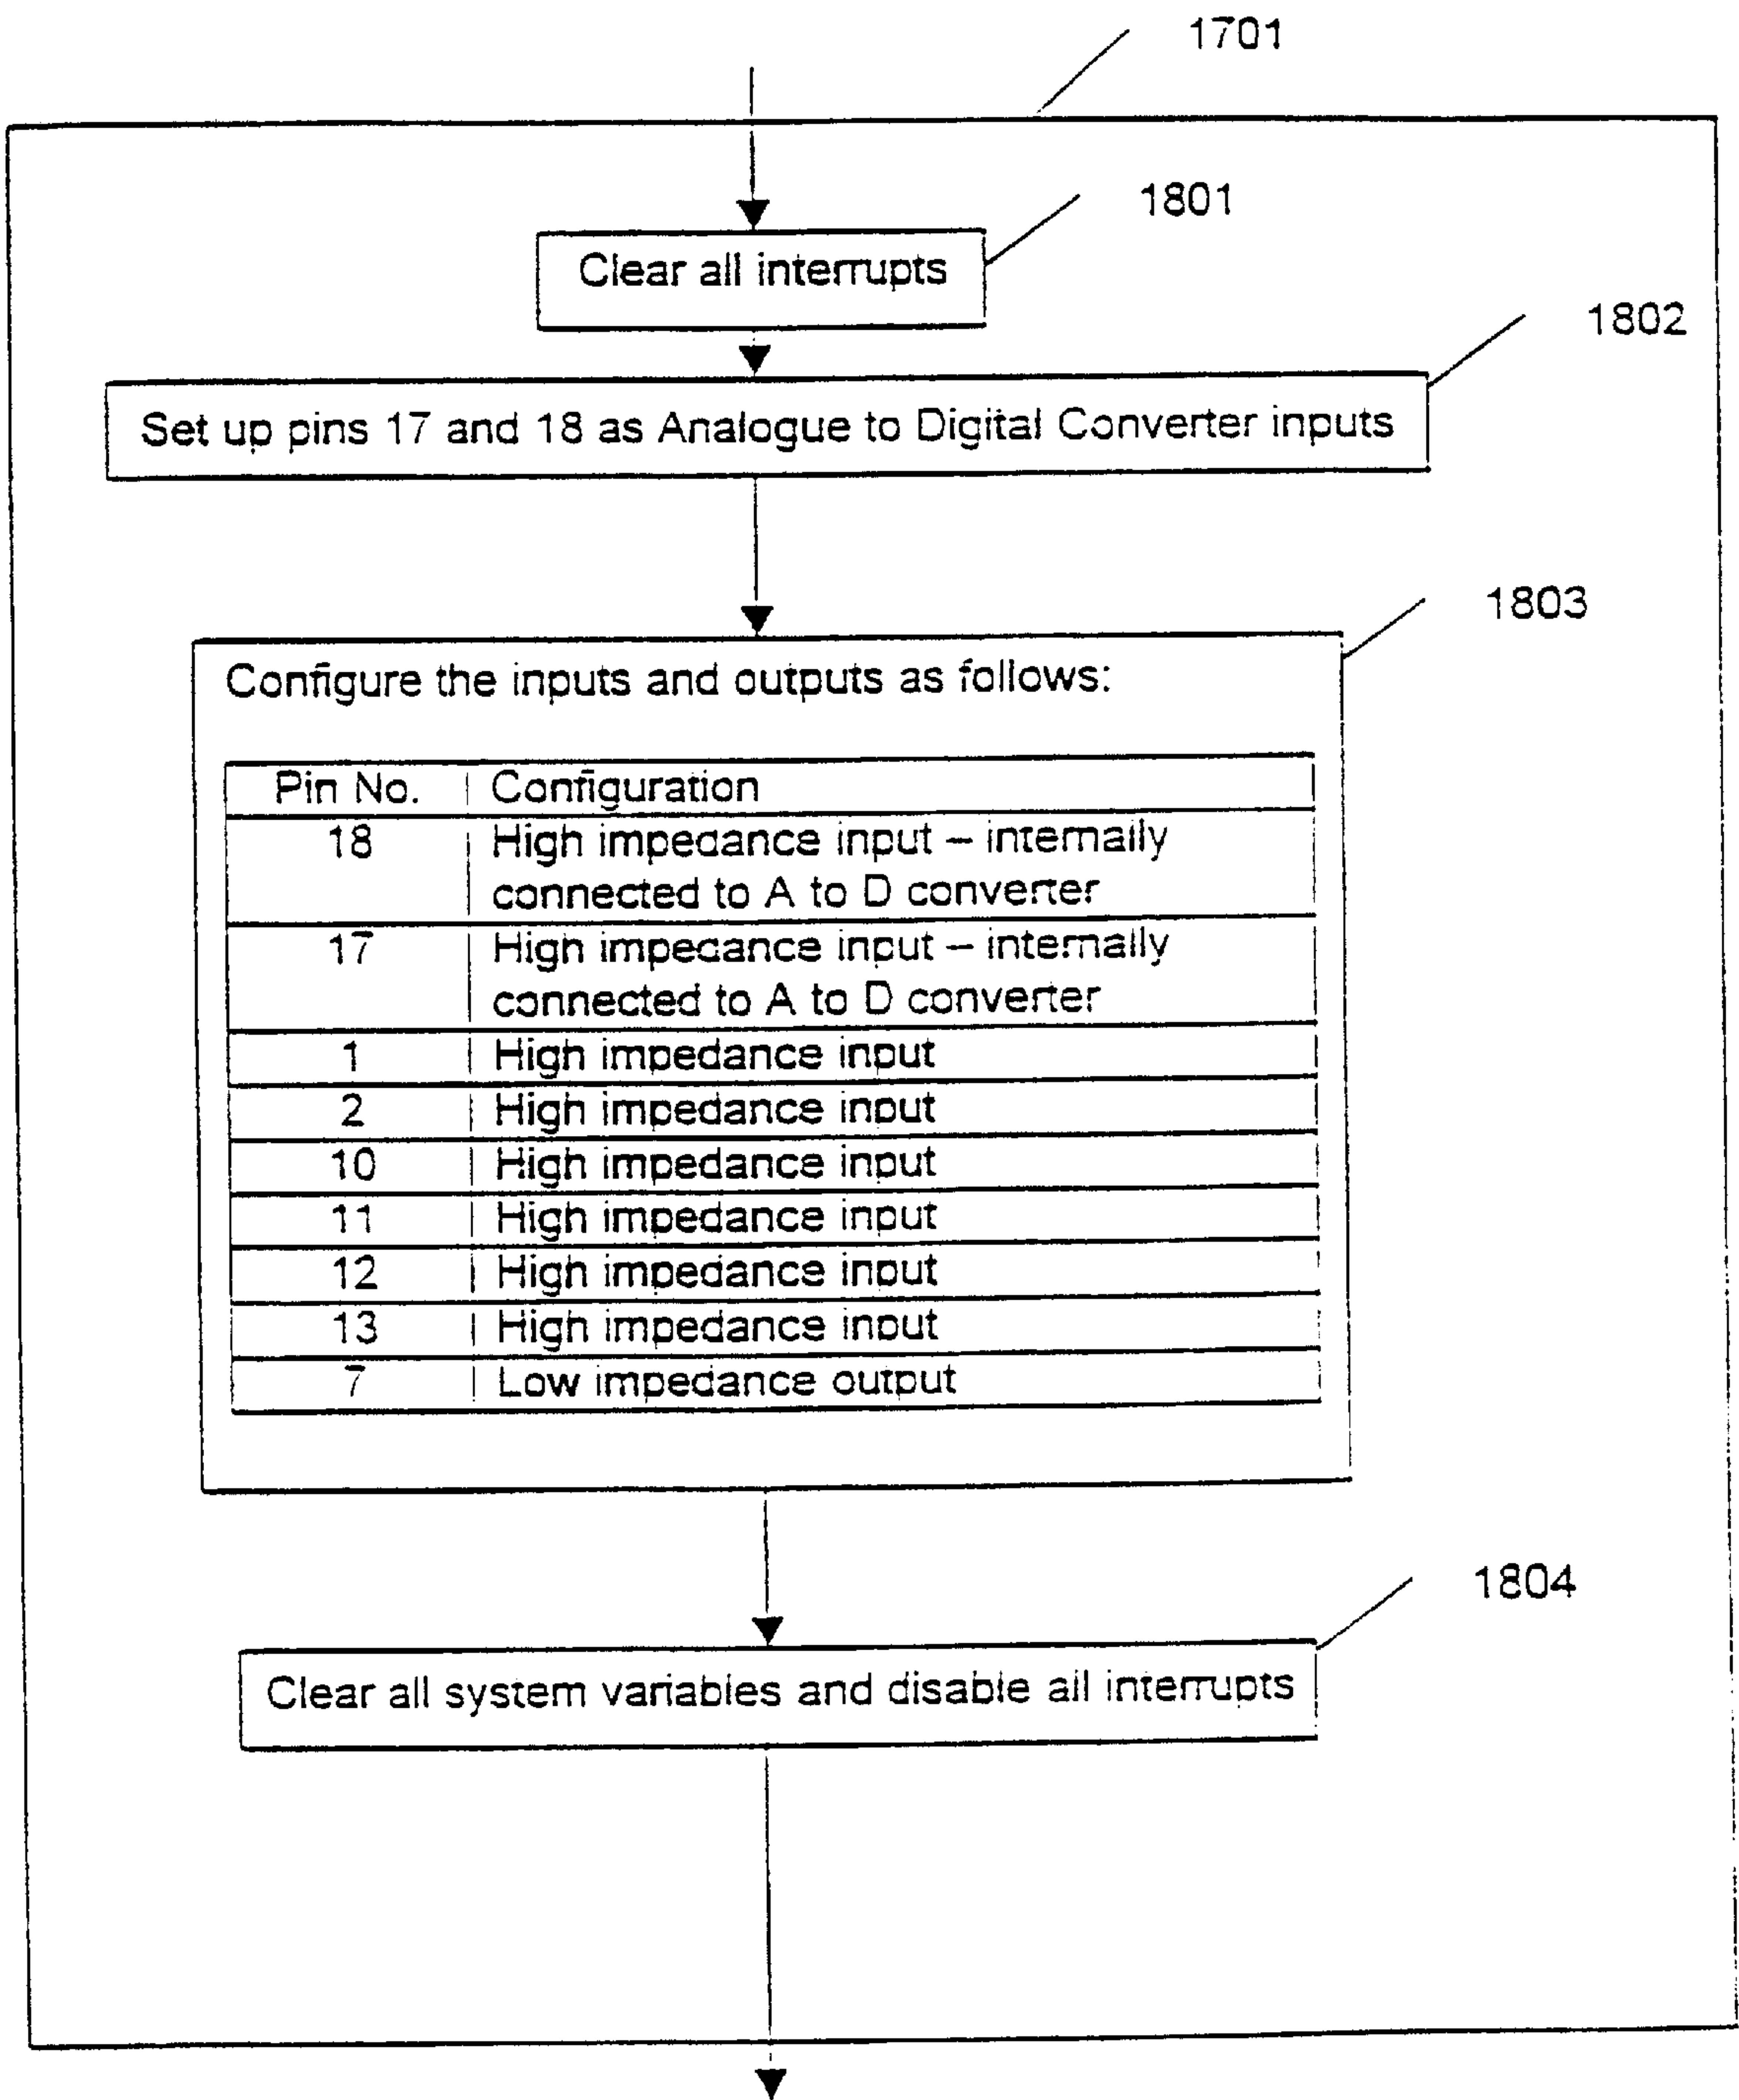 1701
1801
Clear all interrupts
1802
Set up pins 17 and 18 as Analogue to Digital Converter inputs
1803
Configure the inputs and outputs as follows:
Pin No. Configuration
18 High impedance input – internally
connected to A to D converter
17 High impedance input – internally
connected to A to D converter
1 High impedance input
2 High impedance input
10 High impedance input
11 High impedance input
12 High impedance input
13 High impedance input
7 Low impedance output
1804
Clear all system variables and disable all interrupts